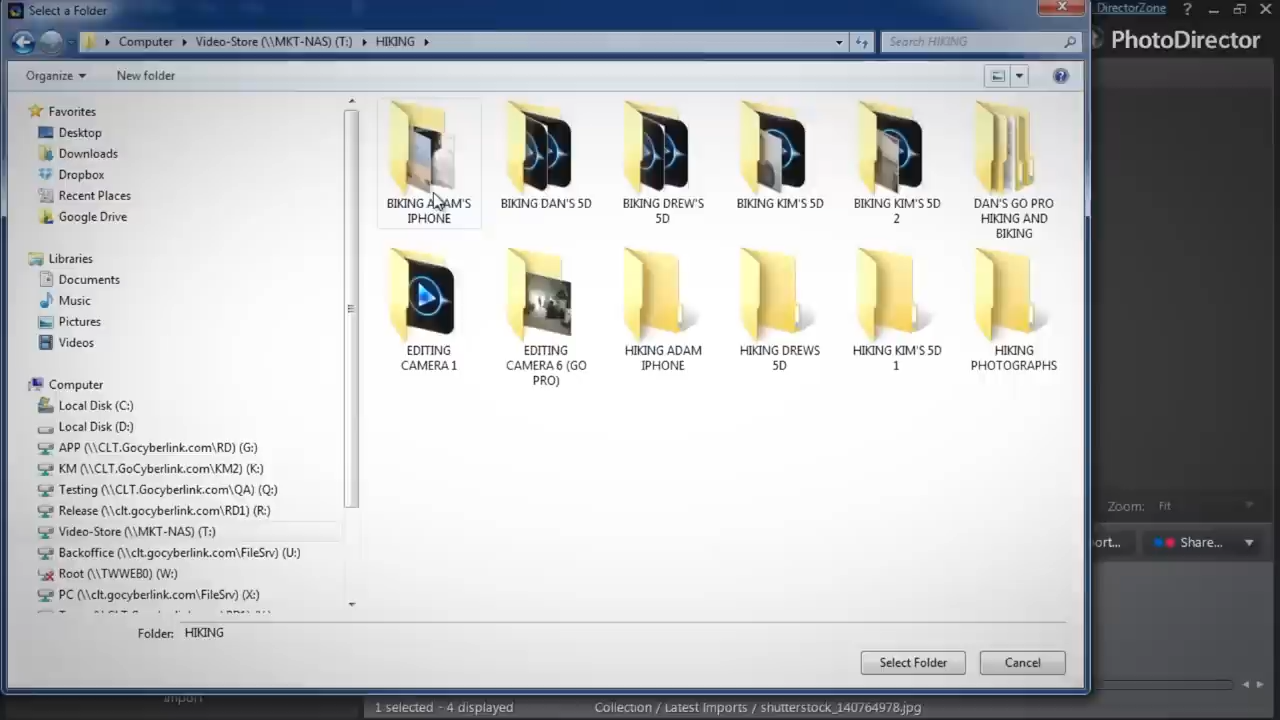 Select a Folder
DirectorZone
PhotoDirector
Computer Video-Store (\\MKT-NAS) (T:) HIKING
Search HIKING
Organize
New folder
Favorites
Desktop
Downloads
Dropbox
Recent Places
Google Drive
Libraries
Documents
Music
Pictures
Videos
Computer
Local Disk (C:)
Local Disk (D:)
APP (\\CLT.Gocyberlink.com\RD) (G:)
KM (\\CLT.GoCyberlink.com\KM2) (K:)
Testing (\\CLT.Gocyberlink.com\QA) (Q:)
Release (\\clt.gocyberlink.com\RD1) (R:)
Video-Store (\\MKT-NAS) (T:)
Backoffice (\\clt.gocyberlink.com\FileSrv) (U:)
Root (\\TWWEB0) (W:)
PC (\\clt.gocyberlink.com\FileSrv) (X:)
BIKING ADAM'S
IPHONE
BIKING DAN'S 5D
BIKING DREW'S
5D
BIKING KIM'S 5D
BIKING KIM'S 5D
2
DAN'S GO PRO
HIKING AND
BIKING
EDITING
CAMERA 1
EDITING
CAMERA 6 (GO
PRO)
HIKING ADAM
IPHONE
HIKING DREWS
5D
HIKING KIM'S 5D
1
HIKING
PHOTOGRAPHS
Zoom: Fit
ort...
Share...
Folder: HIKING
Select Folder
Cancel
Import
1 selected - 4 displayed
Collection / Latest Imports / shutterstock_140764978.jpg